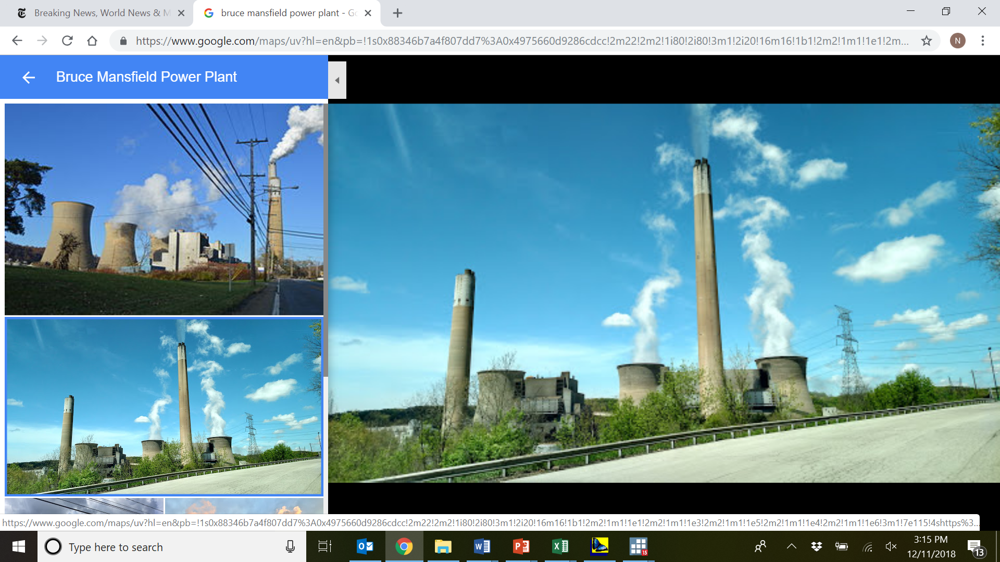 Breaking News, World News & M
bruce mansfield power plant - Go
https://www.google.com/maps/uv?hl=en&pb=!1s0x88346b7a4f807dd7%3A0x4975660d9286cdcc!2m22!2m2!1i80!2i80!3m1!2i20!16m16!1b1!2m2!1m1!1e1!2m...
N
Bruce Mansfield Power Plant
https://www.google.com/maps/uv?hl=en&pb=!1s0x88346b7a4f807dd7%3A0x4975660d9286cdcc!2m22!2m2!1i80!2i80!3m1!2i20!16m16!1b1!2m2!1m1!1e1!2m2!1m1!1e3!2m2!1m1!1e5!2m2!1m1!1e4!2m2!1m1!1e6!3m1!7e115!4shttps%3...
Type here to search
15
3:15 PM
12/11/2018
13